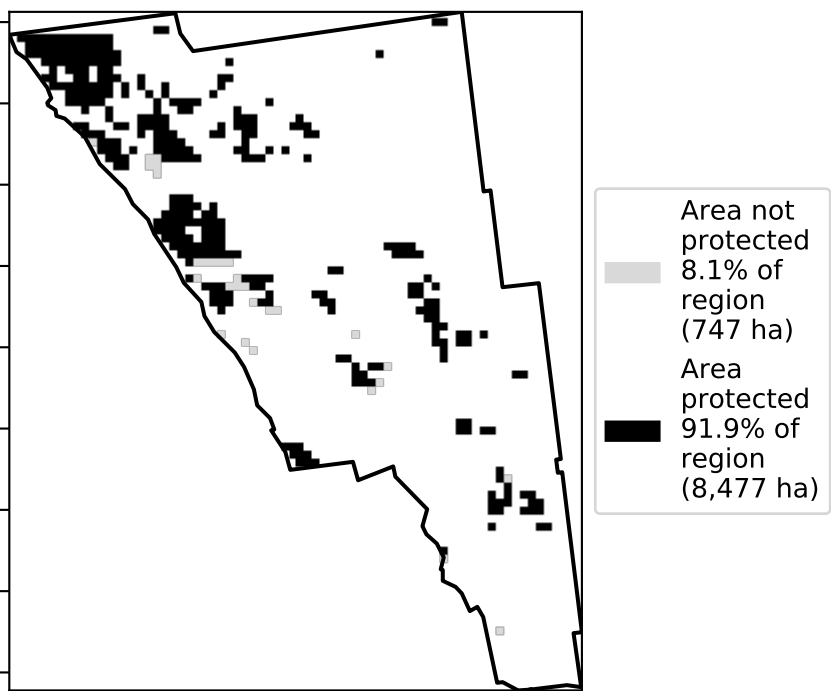 Area not
protected
8.1% of
region
(747 ha)
Area
protected
91.9% of
region
(8,477 ha)